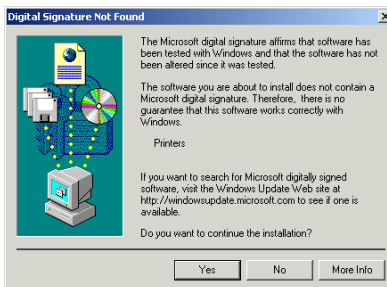 Digital Signature Not Found
The Microsoft digital signature affirms that software has
been tested with Windows and that the software has not
been altered since it was tested.
The software you are about to install does not contain a
Microsoft digital signature. Therefore, there is no
guarantee that this software works correctly with
Windows.
Printers
If you want to search for Microsoft digitally signed
software, visit the Windows Update Web site at
http://windowsupdate.microsoft.com to see if one is
available.
Do you want to continue the installation?
Yes
No
More Info